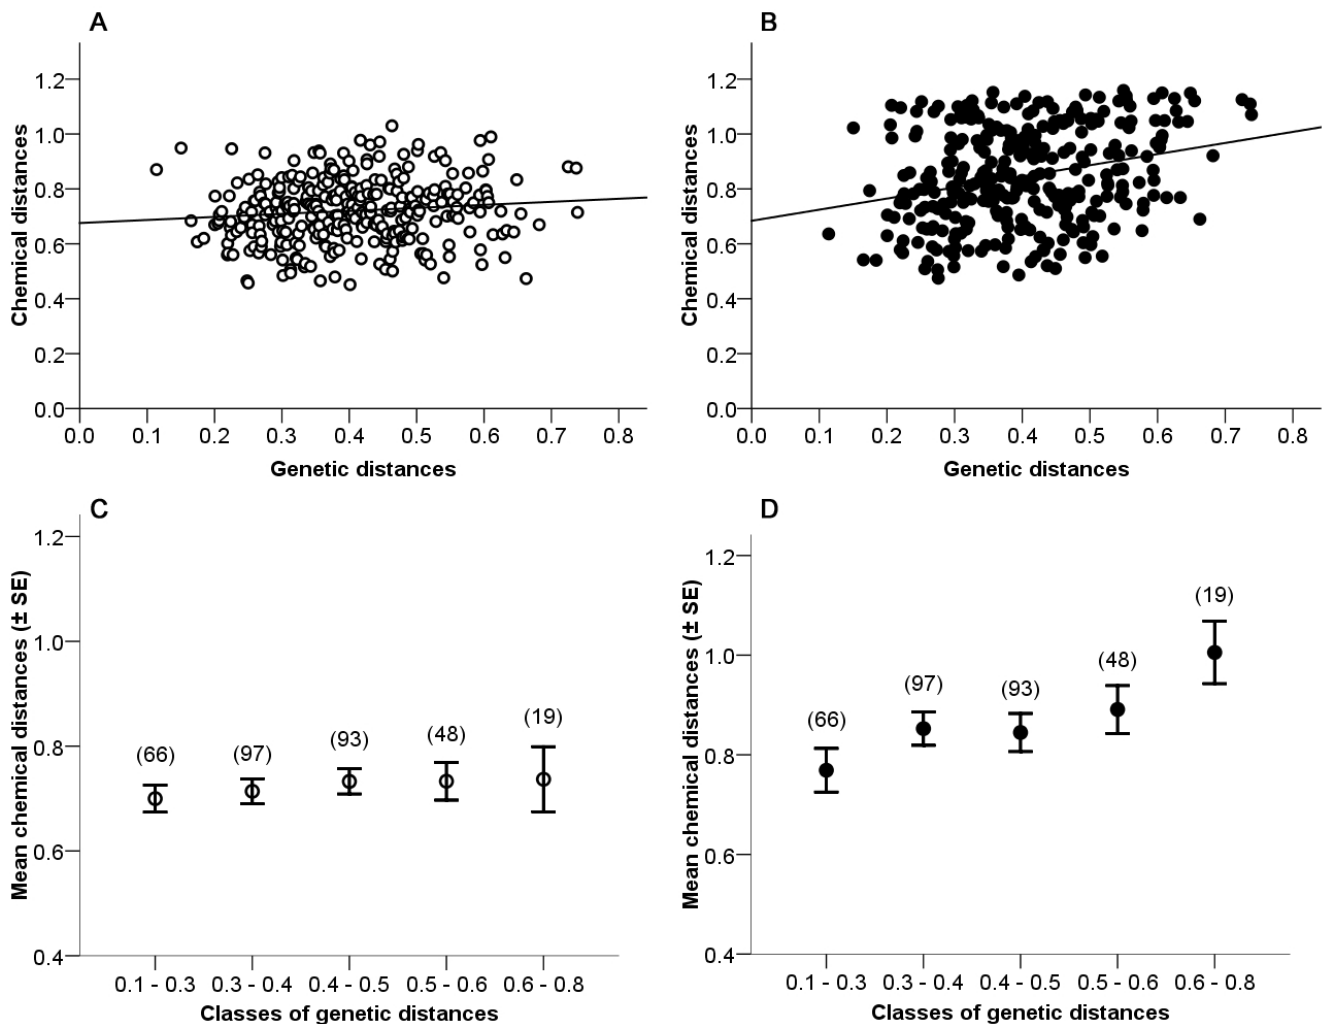 A
Chemical distances
1.2
1.0
0.8
0.6
0.4
0.2
0.0
0.0 0.1 0.2 0.3 0.4 0.5 0.6 0.7 0.8
Genetic distances
B
Chemical distances
1.2
1.0
0.8
0.6
0.4
0.2
0.0
0.0 0.1 0.2 0.3 0.4 0.5 0.6 0.7 0.8
Genetic distances
C
Mean chemical distances (± SE)
1.2
1.0
0.8
0.6
0.4
(66) (97) (93) (48) (19)
0.1 - 0.3 0.3 - 0.4 0.4 - 0.5 0.5 - 0.6 0.6 - 0.8
Classes of genetic distances
D
Mean chemical distances (± SE)
1.2
1.0
0.8
0.6
0.4
(66) (97) (93) (48) (19)
0.1 - 0.3 0.3 - 0.4 0.4 - 0.5 0.5 - 0.6 0.6 - 0.8
Classes of genetic distances